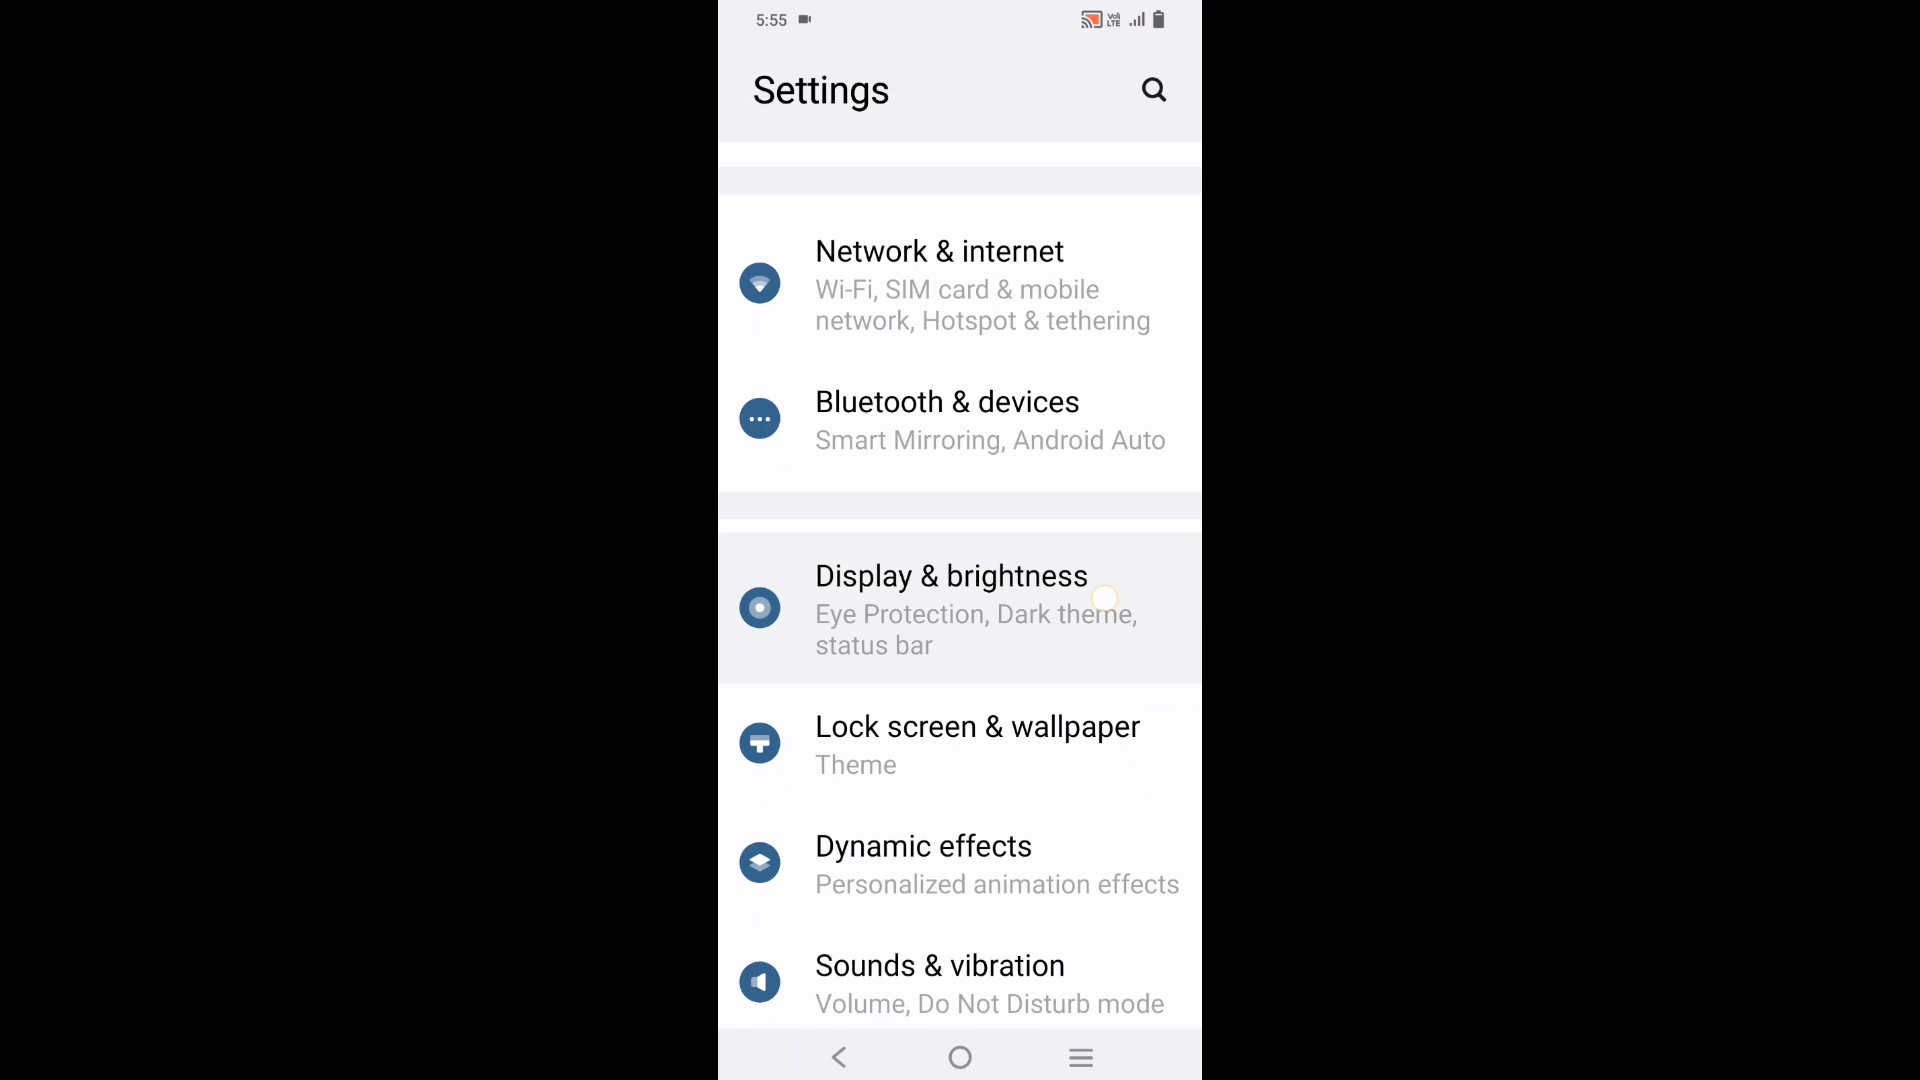 5:55
Vo)) LTE
Settings
Network & internet
Wi-Fi, SIM card & mobile
network, Hotspot & tethering
Bluetooth & devices
Smart Mirroring, Android Auto
Display & brightness
Eye Protection, Dark theme,
status bar
Lock screen & wallpaper
Theme
Dynamic effects
Personalized animation effects
Sounds & vibration
Volume, Do Not Disturb mode